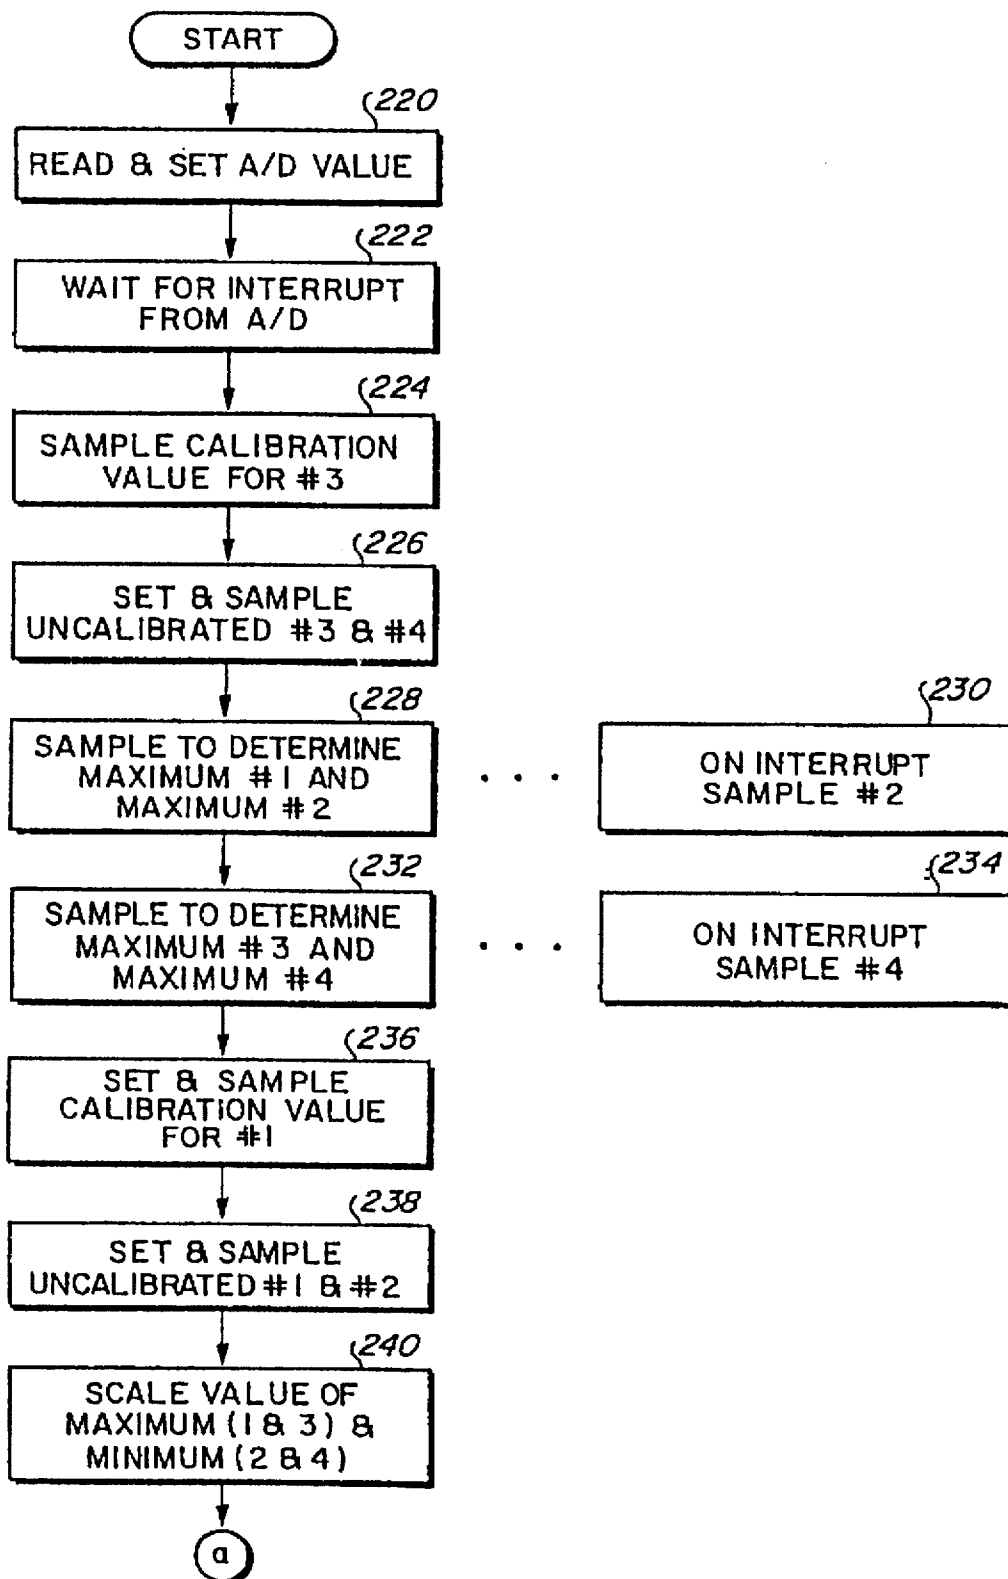 START
220
READ & SET A/D VALUE
222
WAIT FOR INTERRUPT
FROM A/D
224
SAMPLE CALIBRATION
VALUE FOR #3
226
SET & SAMPLE
UNCALIBRATED #3 & #4
228
SAMPLE TO DETERMINE
MAXIMUM #1 AND
MAXIMUM #2
. . .
230
ON INTERRUPT
SAMPLE #2
232
SAMPLE TO DETERMINE
MAXIMUM #3 AND
MAXIMUM #4
. . .
234
ON INTERRUPT
SAMPLE #4
236
SET & SAMPLE
CALIBRATION VALUE
FOR #1
238
SET & SAMPLE
UNCALIBRATED #1 & #2
240
SCALE VALUE OF
MAXIMUM (1 & 3) &
MINIMUM (2 & 4)
a